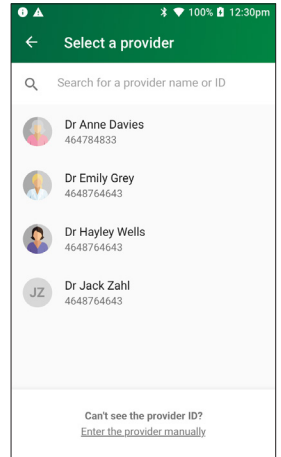 100% 12:30pm
Select a provider
Search for a provider name or ID
Dr Anne Davies
464784833
Dr Emily Grey
4648764643
Dr Hayley Wells
4648764643
JZ
Dr Jack Zahl
4648764643
Can't see the provider ID?
Enter the provider manually